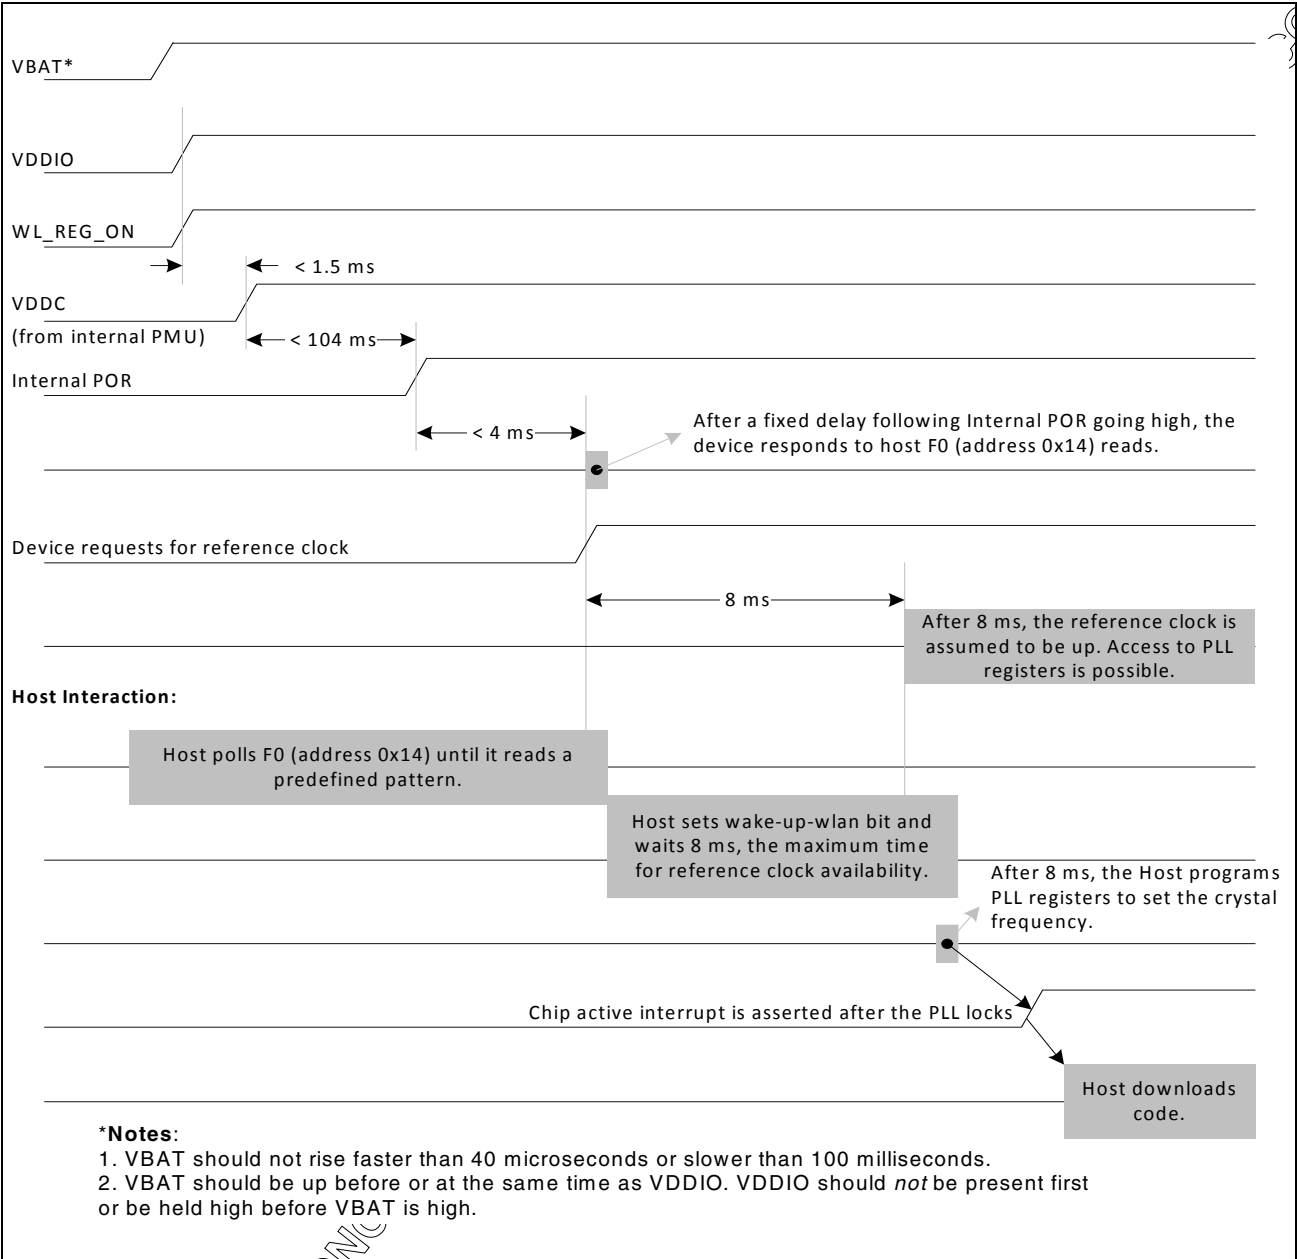 VBAT*
VDDIO
WL_REG_ON
< 1.5 ms
VDDC
(from internal PMU)
< 104 ms
Internal POR
< 4 ms
After a fixed delay following Internal POR going high, the
device responds to host F0 (address 0x14) reads.
Device requests for reference clock
8 ms
After 8 ms, the reference clock is
assumed to be up. Access to PLL
registers is possible.
Host Interaction:
Host polls F0 (address 0x14) until it reads a
predefined pattern.
Host sets wake-up-wlan bit and
waits 8 ms, the maximum time
for reference clock availability.
After 8 ms, the Host programs
PLL registers to set the crystal
frequency.
Chip active interrupt is asserted after the PLL locks
Host downloads
code.
*Notes:
1. VBAT should not rise faster than 40 microseconds or slower than 100 milliseconds.
2. VBAT should be up before or at the same time as VDDIO. VDDIO should not be present first
or be held high before VBAT is high.